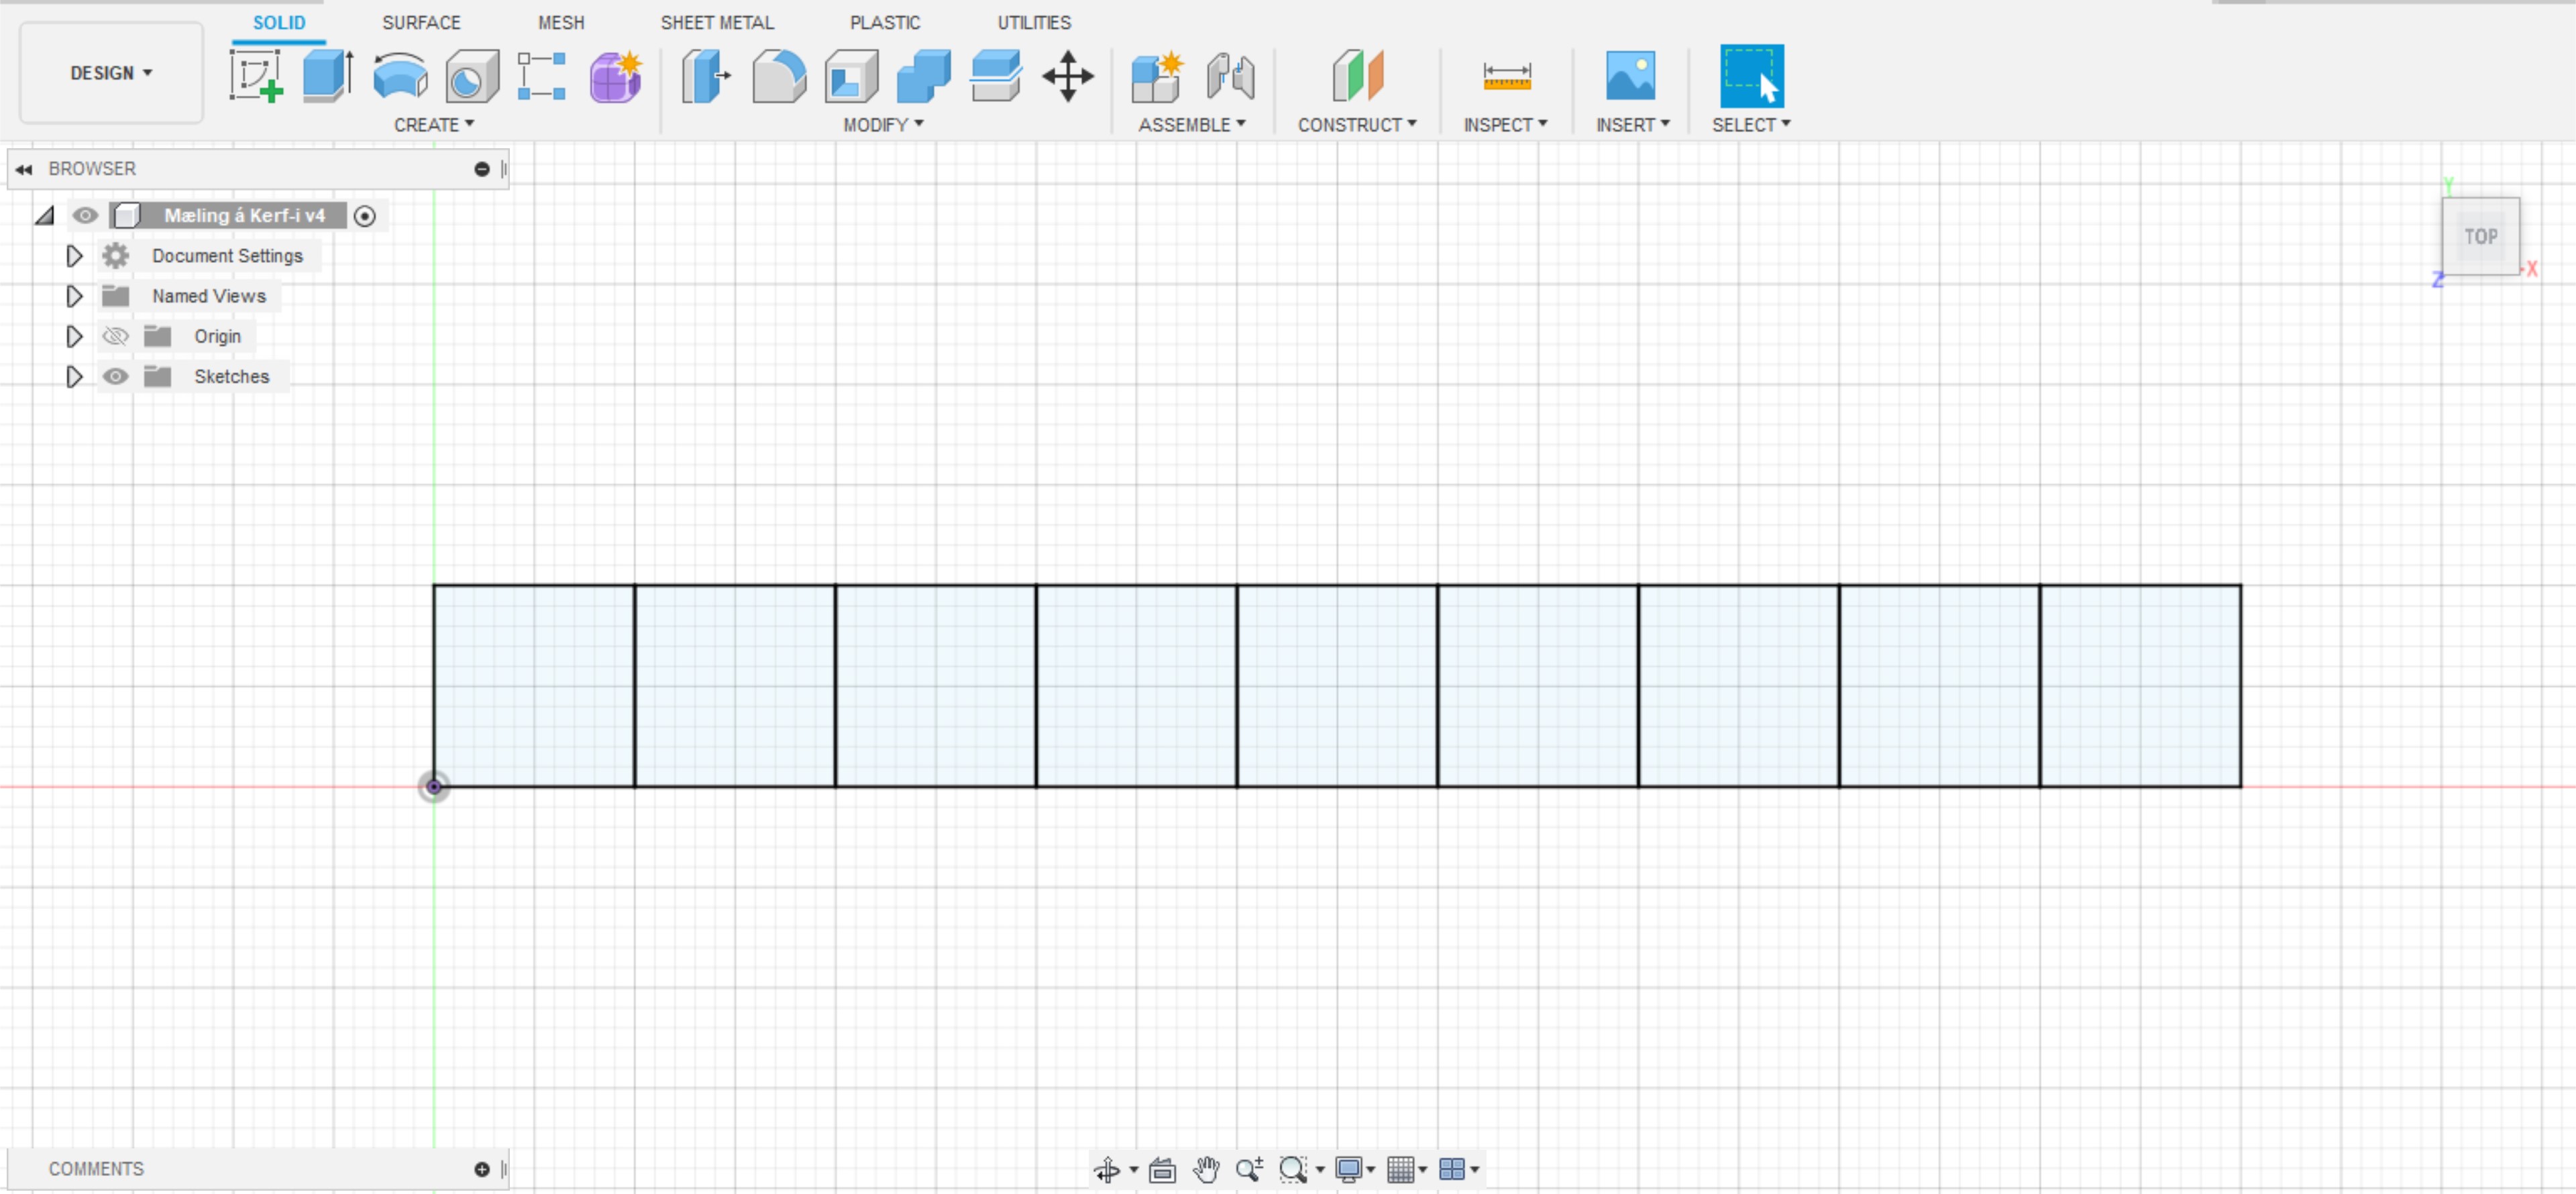 SOLID SURFACE MESH SHEET METAL PLASTIC UTILITIES
DESIGN
CREATE MODIFY ASSEMBLE CONSTRUCT INSPECT INSERT SELECT
BROWSER
Mæling á Kerf-i v4
Document Settings
Named Views
Origin
Sketches
Y
TOP
X
Z
COMMENTS